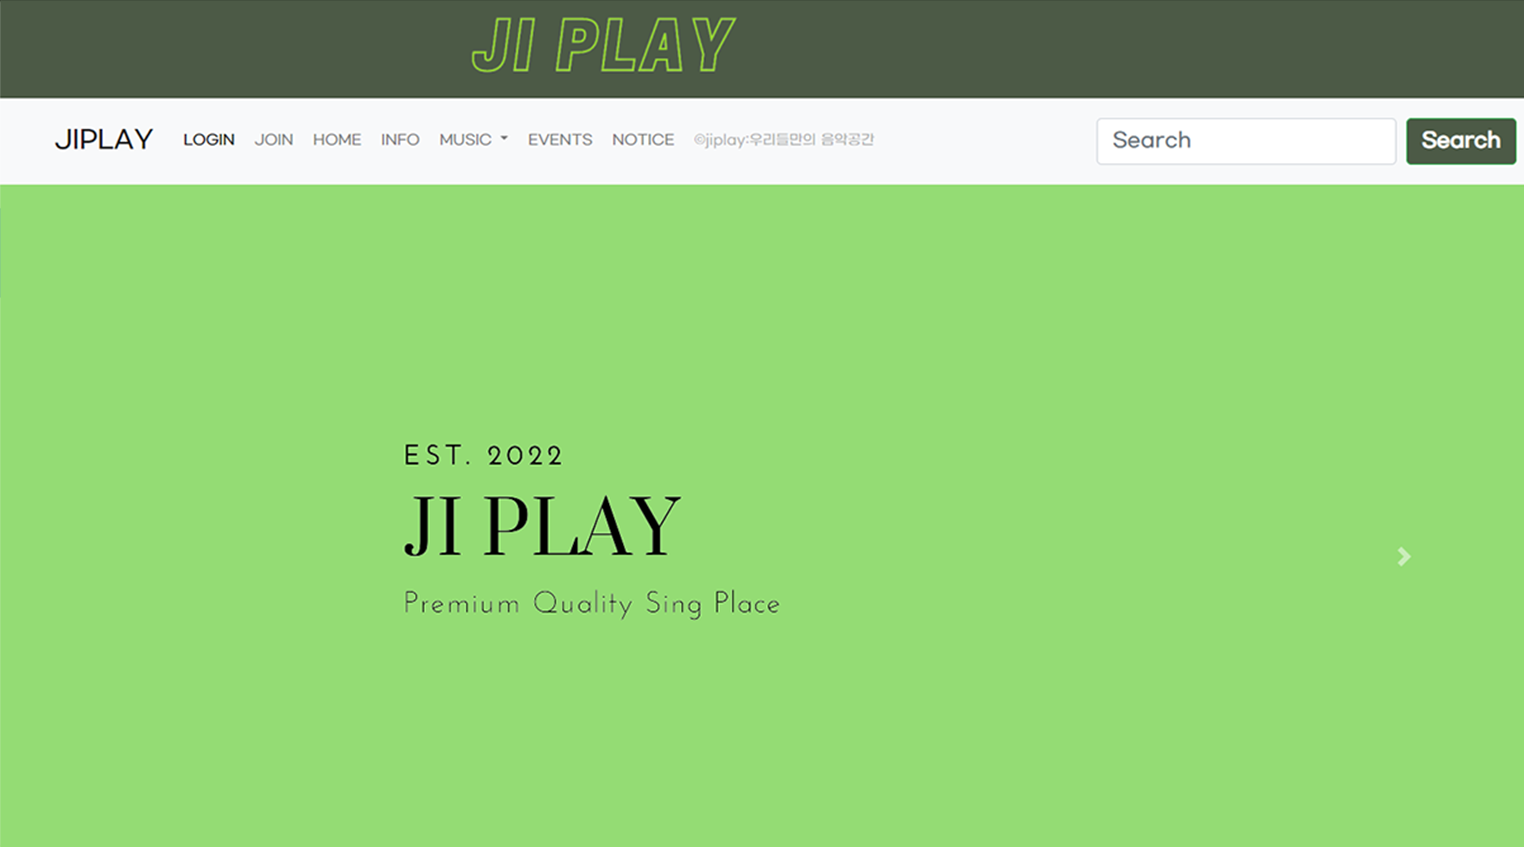 JI PLAY
JIPLAY LOGIN JOIN HOME INFO MUSIC EVENTS NOTICE ©jiplay:우리들만의 음악공간 Search Search
EST. 2022
JI PLAY
Premium Quality Sing Place